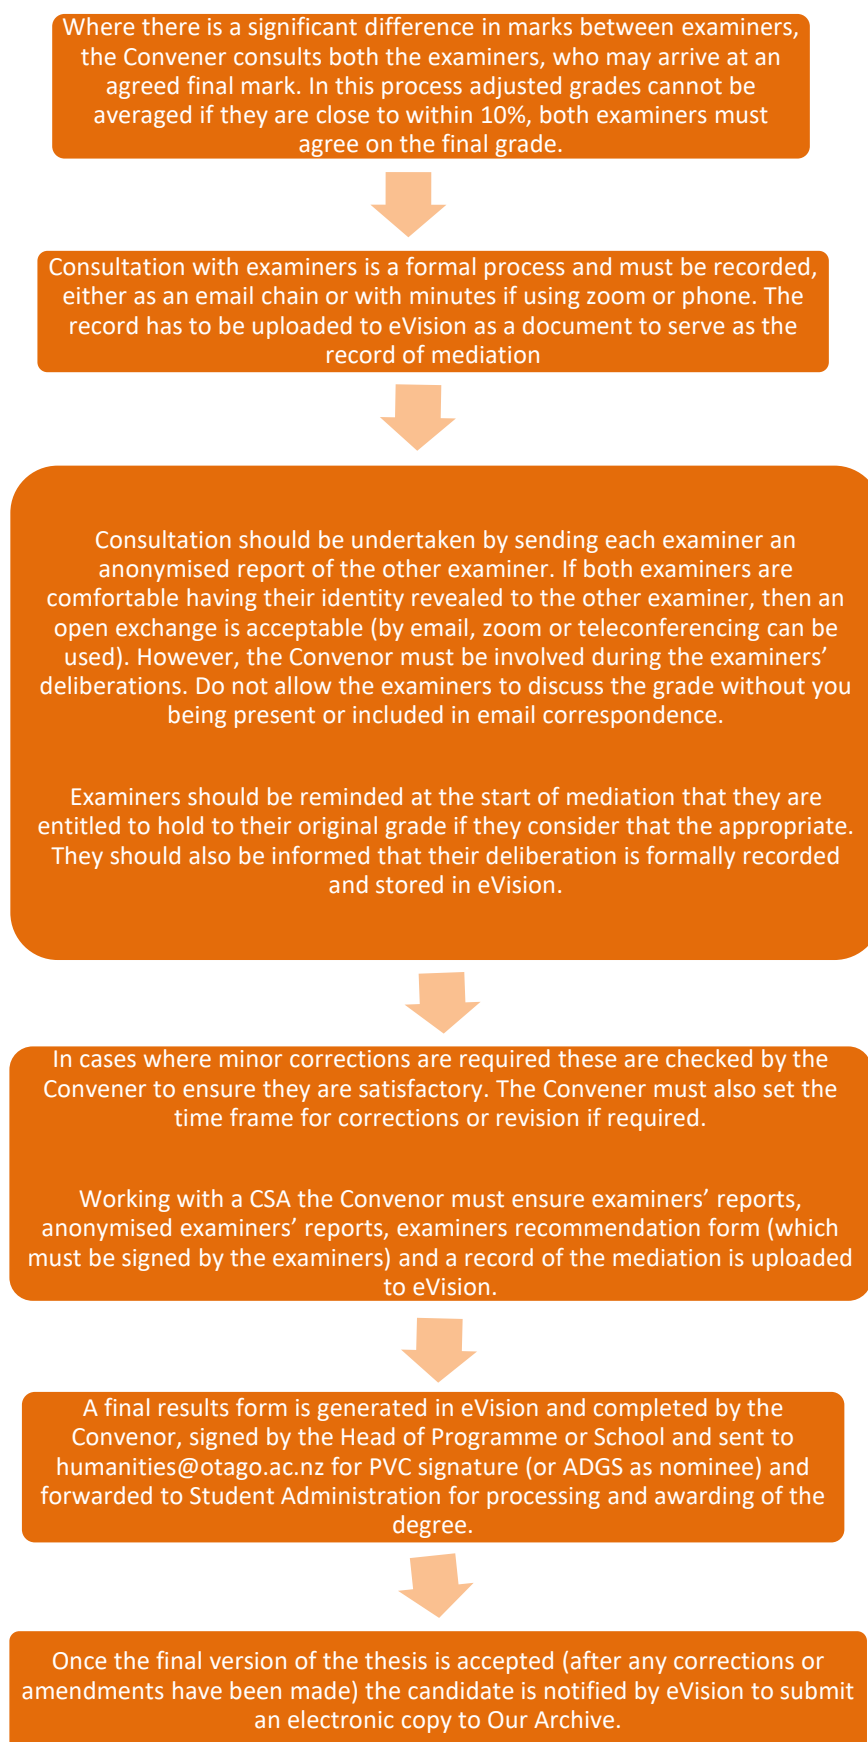 Where there is a significant difference in marks between examiners,
the Convener consults both the examiners, who may arrive at an
agreed final mark. In this process adjusted grades cannot be
averaged if they are close to within 10%, both examiners must
agree on the final grade.
Consultation with examiners is a formal process and must be recorded,
either as an email chain or with minutes if using zoom or phone. The
record has to be uploaded to eVision as a document to serve as the
record of mediation
Consultation should be undertaken by sending each examiner an
anonymised report of the other examiner. If both examiners are
comfortable having their identity revealed to the other examiner, then an
open exchange is acceptable (by email, zoom or teleconferencing can be
used). However, the Convenor must be involved during the examiners’
deliberations. Do not allow the examiners to discuss the grade without you
being present or included in email correspondence.
Examiners should be reminded at the start of mediation that they are
entitled to hold to their original grade if they consider that the appropriate.
They should also be informed that their deliberation is formally recorded
and stored in eVision.
In cases where minor corrections are required these are checked by the
Convener to ensure they are satisfactory. The Convener must also set the
time frame for corrections or revision if required.
Working with a CSA the Convenor must ensure examiners’ reports,
anonymised examiners’ reports, examiners recommendation form (which
must be signed by the examiners) and a record of the mediation is uploaded
to eVision.
A final results form is generated in eVision and completed by the
Convenor, signed by the Head of Programme or School and sent to
humanities@otago.ac.nz for PVC signature (or ADGS as nominee) and
forwarded to Student Administration for processing and awarding of the
degree.
Once the final version of the thesis is accepted (after any corrections or
amendments have been made) the candidate is notified by eVision to submit
an electronic copy to Our Archive.